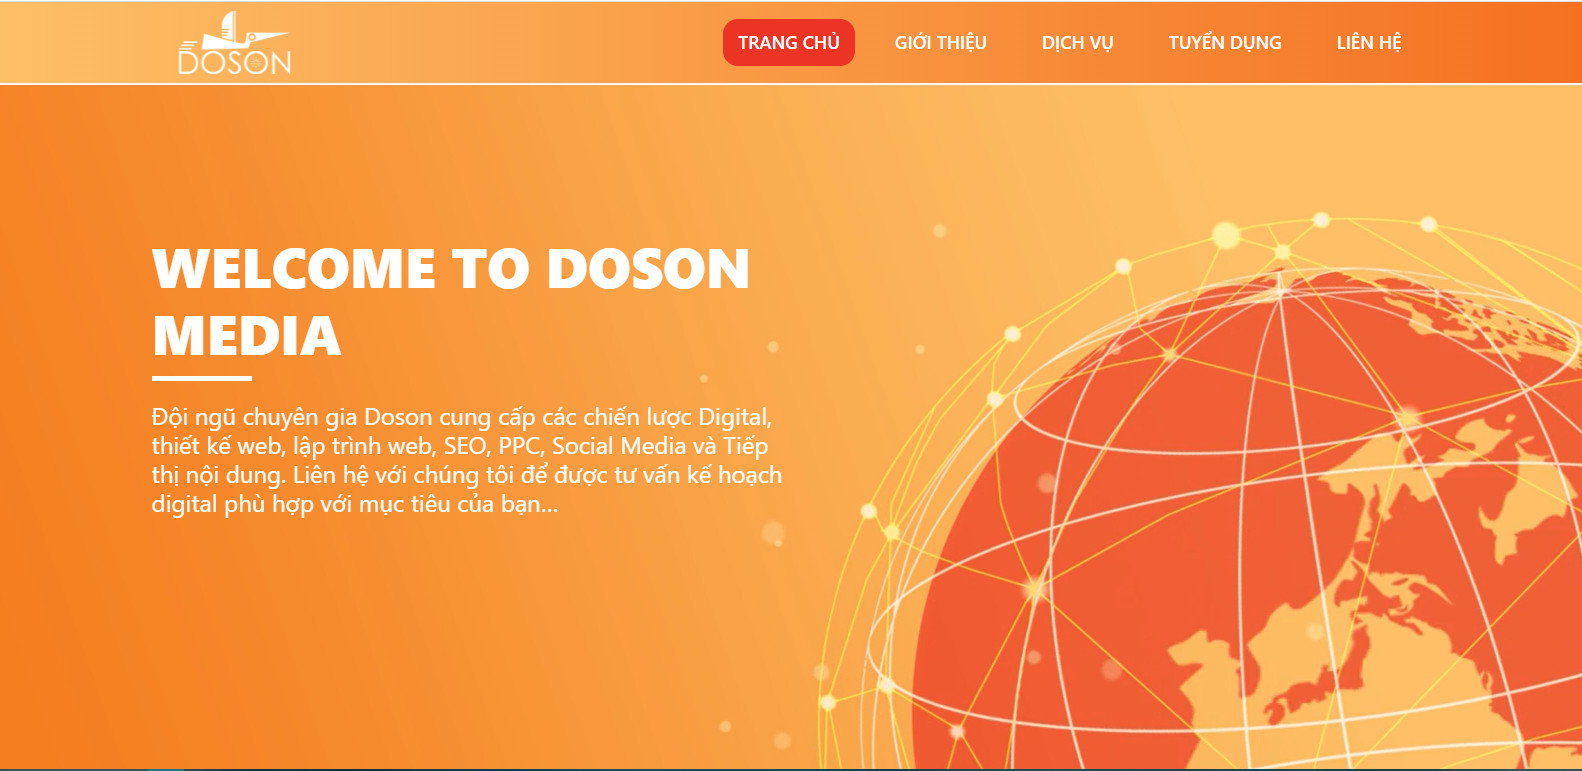 DOSON
TRANG CHỦ
GIỚI THIỆU
DỊCH VỤ
TUYỂN DỤNG
LIÊN HỆ
WELCOME TO DOSON
MEDIA
Đội ngũ chuyên gia Doson cung cấp các chiến lược Digital,
thiết kế web, lập trình web, SEO, PPC, Social Media và Tiếp
thị nội dung. Liên hệ với chúng tôi để được tư vấn kế hoạch
digital phù hợp với mục tiêu của bạn...